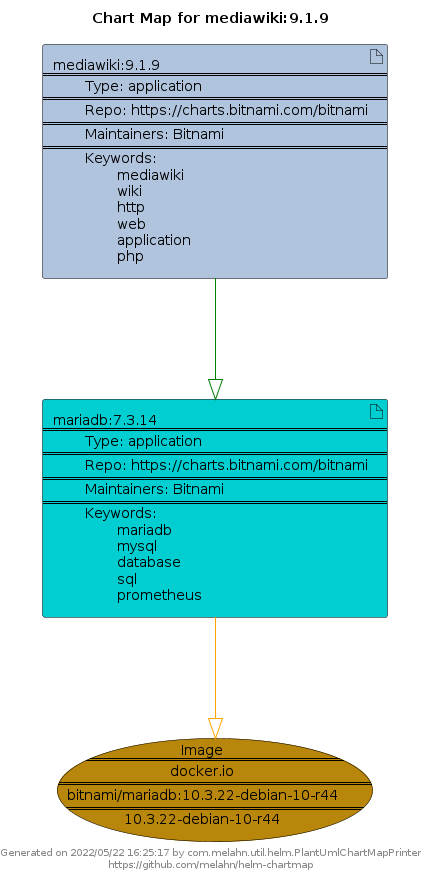 Chart Map for mediawiki:9.1.9
mediawiki:9.1.9
Type: application
Repo: https://charts.bitnami.com/bitnami
Maintainers: Bitnami
Keywords:
mediawiki
wiki
http
web
application
php
mariadb:7.3.14
Type: application
Repo: https://charts.bitnami.com/bitnami
Maintainers: Bitnami
Keywords:
mariadb
mysql
database
sql
prometheus
Image
docker.io
bitnami/mariadb:10.3.22-debian-10-r44
10.3.22-debian-10-r44
Generated on 2022/05/22 16:25:17 by com.melahn.util.helm.PlantUmlChartMapPrinter
https://github.com/melahn/helm-chartmap